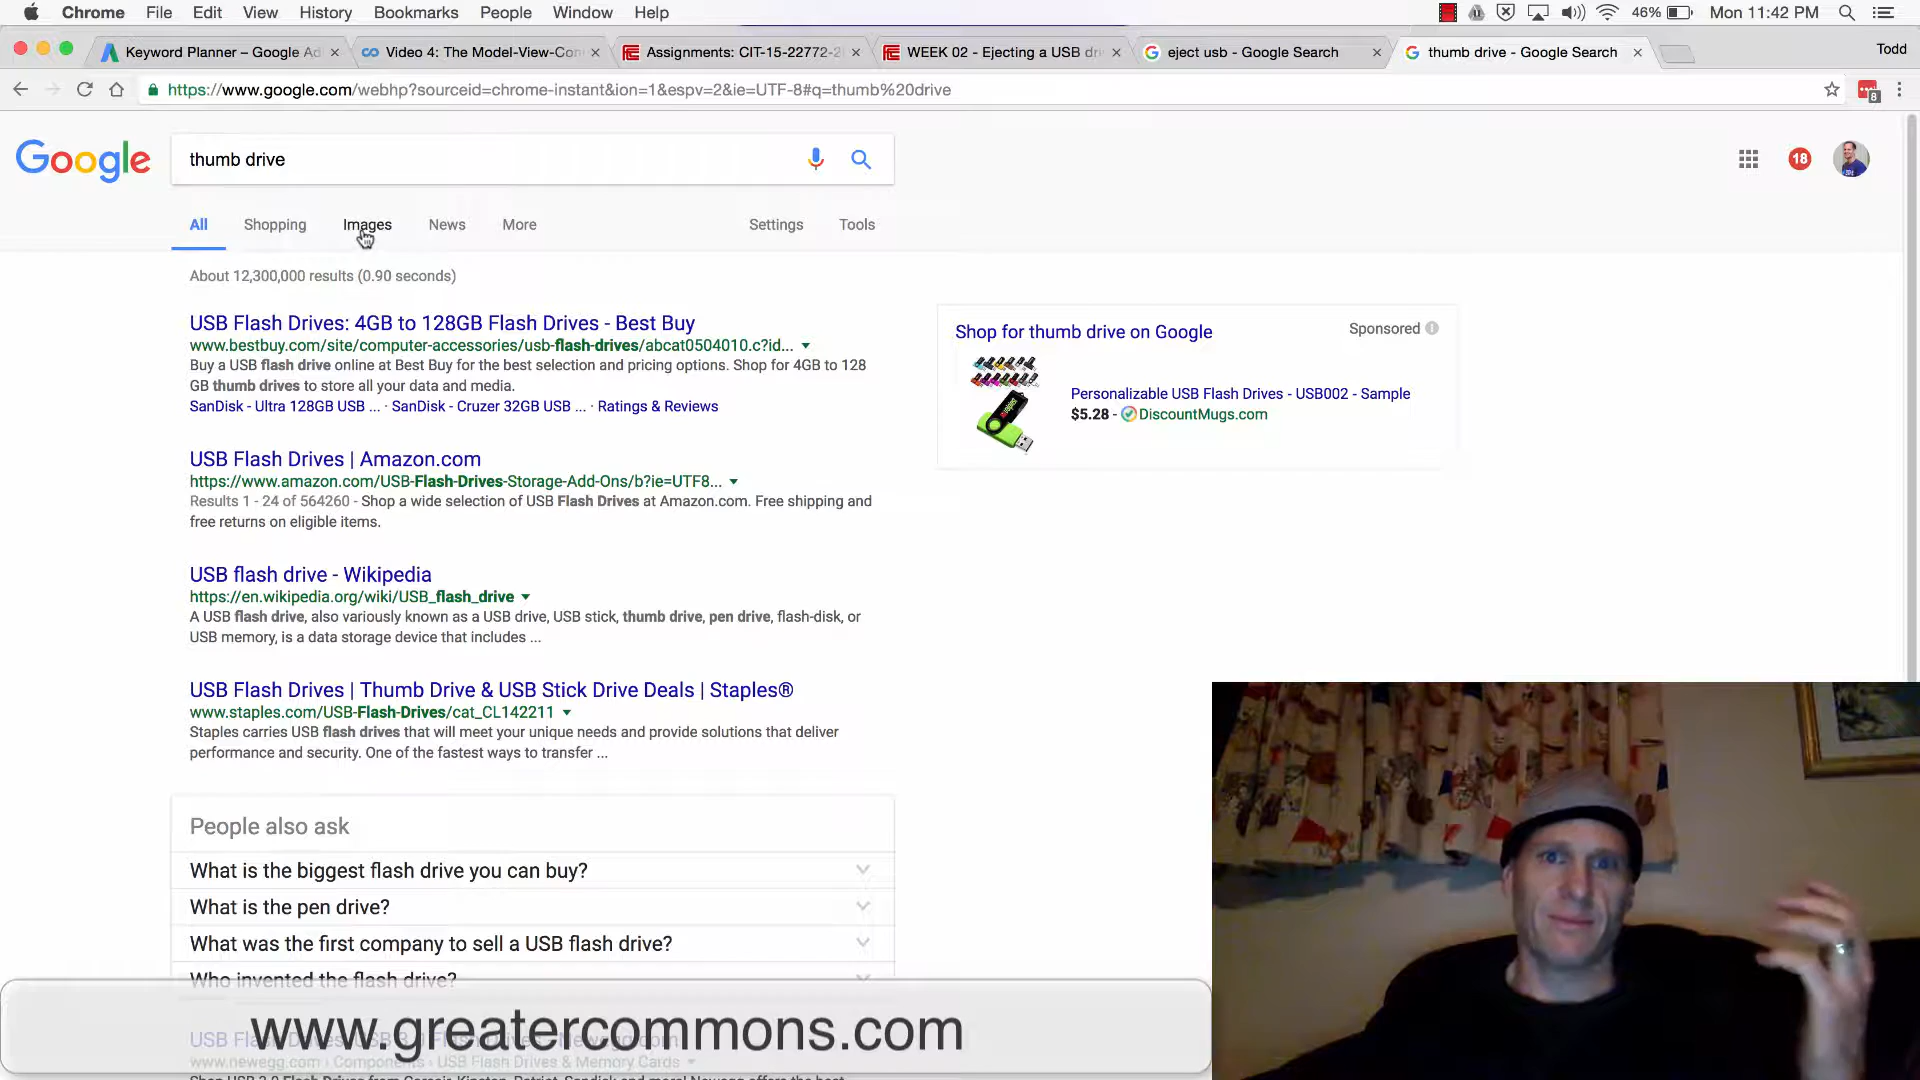 Chrome File Edit View History Bookmarks People Window Help 46% Mon 11:42 PM
Keyword Planner – Google Ad
Video 4: The Model-View-Con
Assignments: CIT-15-22772-2
WEEK 02 - Ejecting a USB dri
eject usb - Google Search
thumb drive - Google Search
Todd
https://www.google.com/webhp?sourceid=chrome-instant&ion=1&espv=2&ie=UTF-8#q=thumb%20drive
8
Google
thumb drive
18
All Shopping Images News More Settings Tools
About 12,300,000 results (0.90 seconds)
USB Flash Drives: 4GB to 128GB Flash Drives - Best Buy
www.bestbuy.com/site/computer-accessories/usb-flash-drives/abcat0504010.c?id...
Buy a USB flash drive online at Best Buy for the best selection and pricing options. Shop for 4GB to 128
GB thumb drives to store all your data and media.
SanDisk - Ultra 128GB USB ... · SanDisk - Cruzer 32GB USB ... · Ratings & Reviews
Shop for thumb drive on Google
Sponsored
Personalizable USB Flash Drives - USB002 - Sample
$5.28 - DiscountMugs.com
USB Flash Drives | Amazon.com
https://www.amazon.com/USB-Flash-Drives-Storage-Add-Ons/b?ie=UTF8...
Results 1 - 24 of 564260 - Shop a wide selection of USB Flash Drives at Amazon.com. Free shipping and
free returns on eligible items.
USB flash drive - Wikipedia
https://en.wikipedia.org/wiki/USB_flash_drive
A USB flash drive, also variously known as a USB drive, USB stick, thumb drive, pen drive, flash-disk, or
USB memory, is a data storage device that includes ...
USB Flash Drives | Thumb Drive & USB Stick Drive Deals | Staples®
www.staples.com/USB-Flash-Drives/cat_CL142211
Staples carries USB flash drives that will meet your unique needs and provide solutions that deliver
performance and security. One of the fastest ways to transfer ...
People also ask
What is the biggest flash drive you can buy?
What is the pen drive?
What was the first company to sell a USB flash drive?
Who invented the flash drive?
www.greatercommons.com
www.newegg.com › Components › USB Flash Drives & Memory Cards